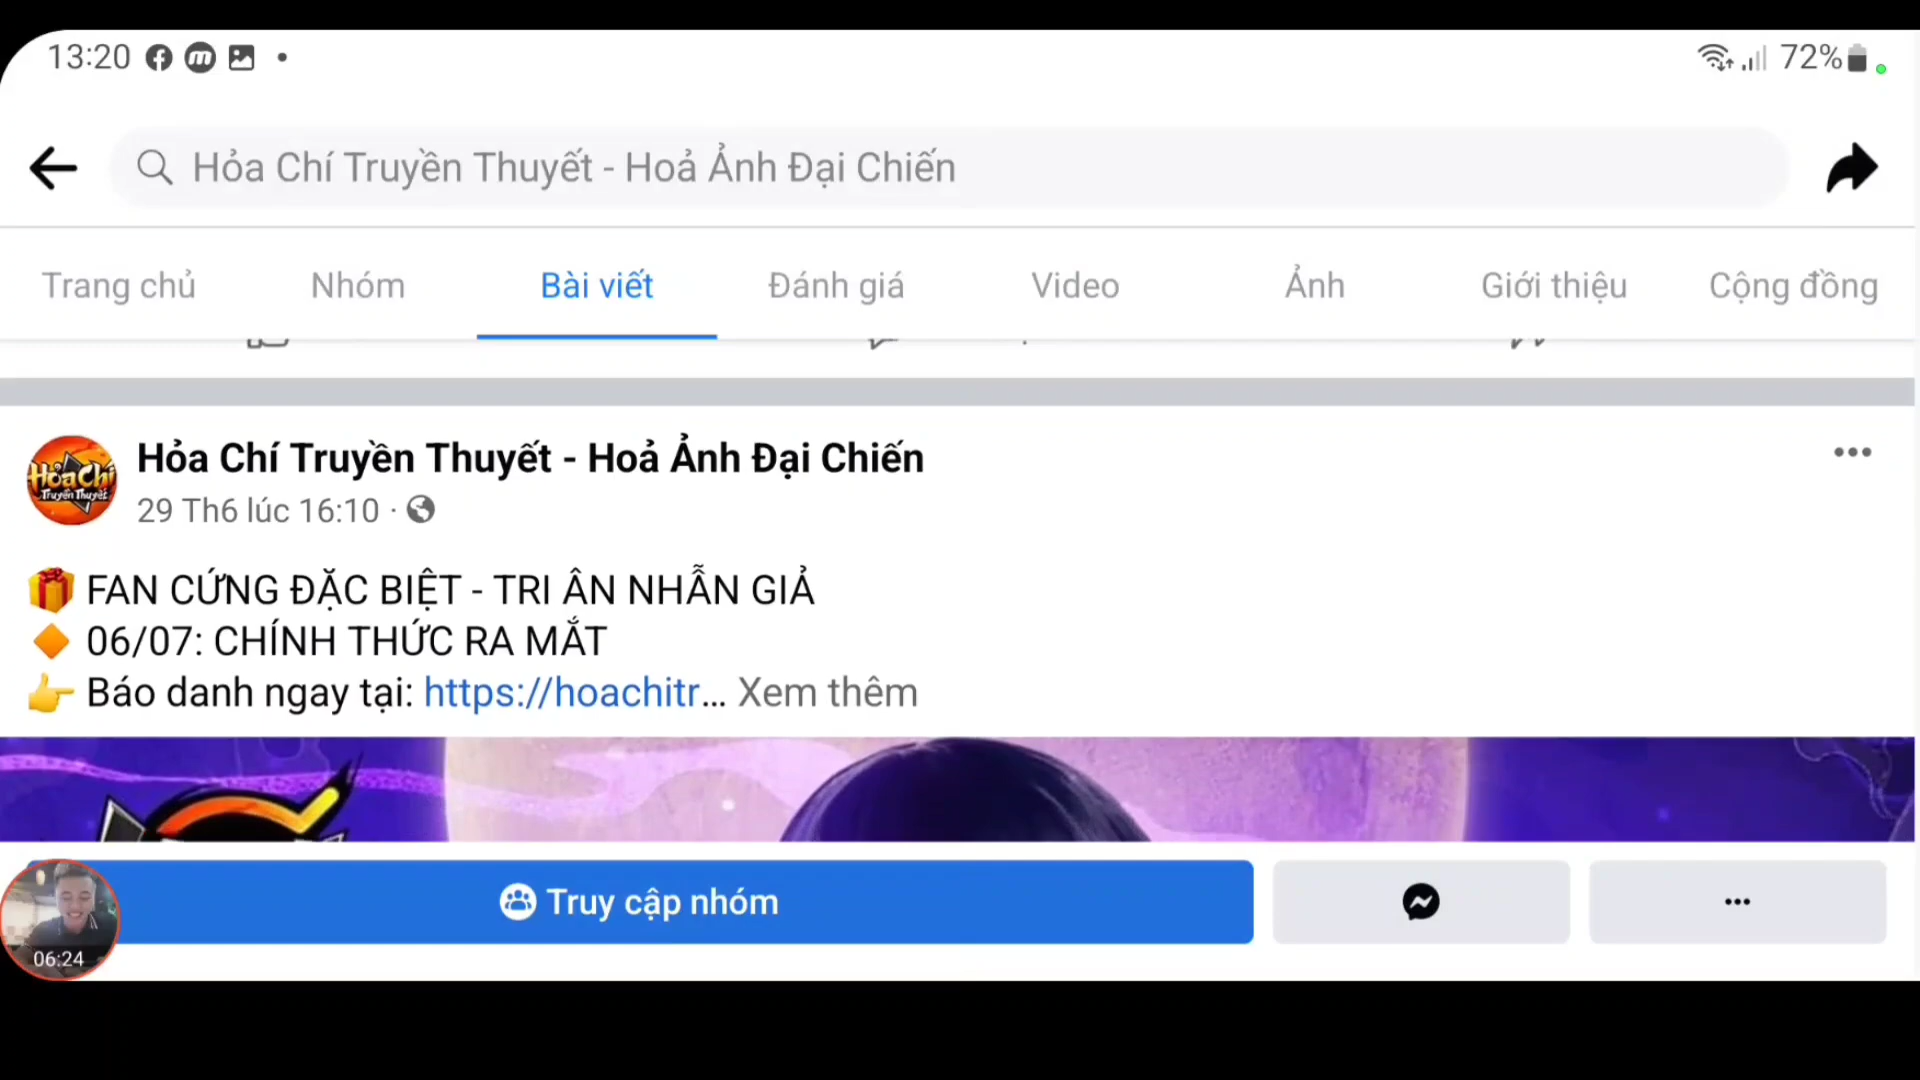 13:20
72%
Hỏa Chí Truyền Thuyết - Hoả Ảnh Đại Chiến
Trang chủ Nhóm Bài viết Đánh giá Video Ảnh Giới thiệu Cộng đồng
HỏaChí
Truyền Thuyết
Hỏa Chí Truyền Thuyết - Hoả Ảnh Đại Chiến
29 Th6 lúc 16:10 ·
FAN CỨNG ĐẶC BIỆT - TRI ÂN NHẪN GIẢ
06/07: CHÍNH THỨC RA MẮT
Báo danh ngay tại: https://hoachitr... Xem thêm
Truy cập nhóm
06:24